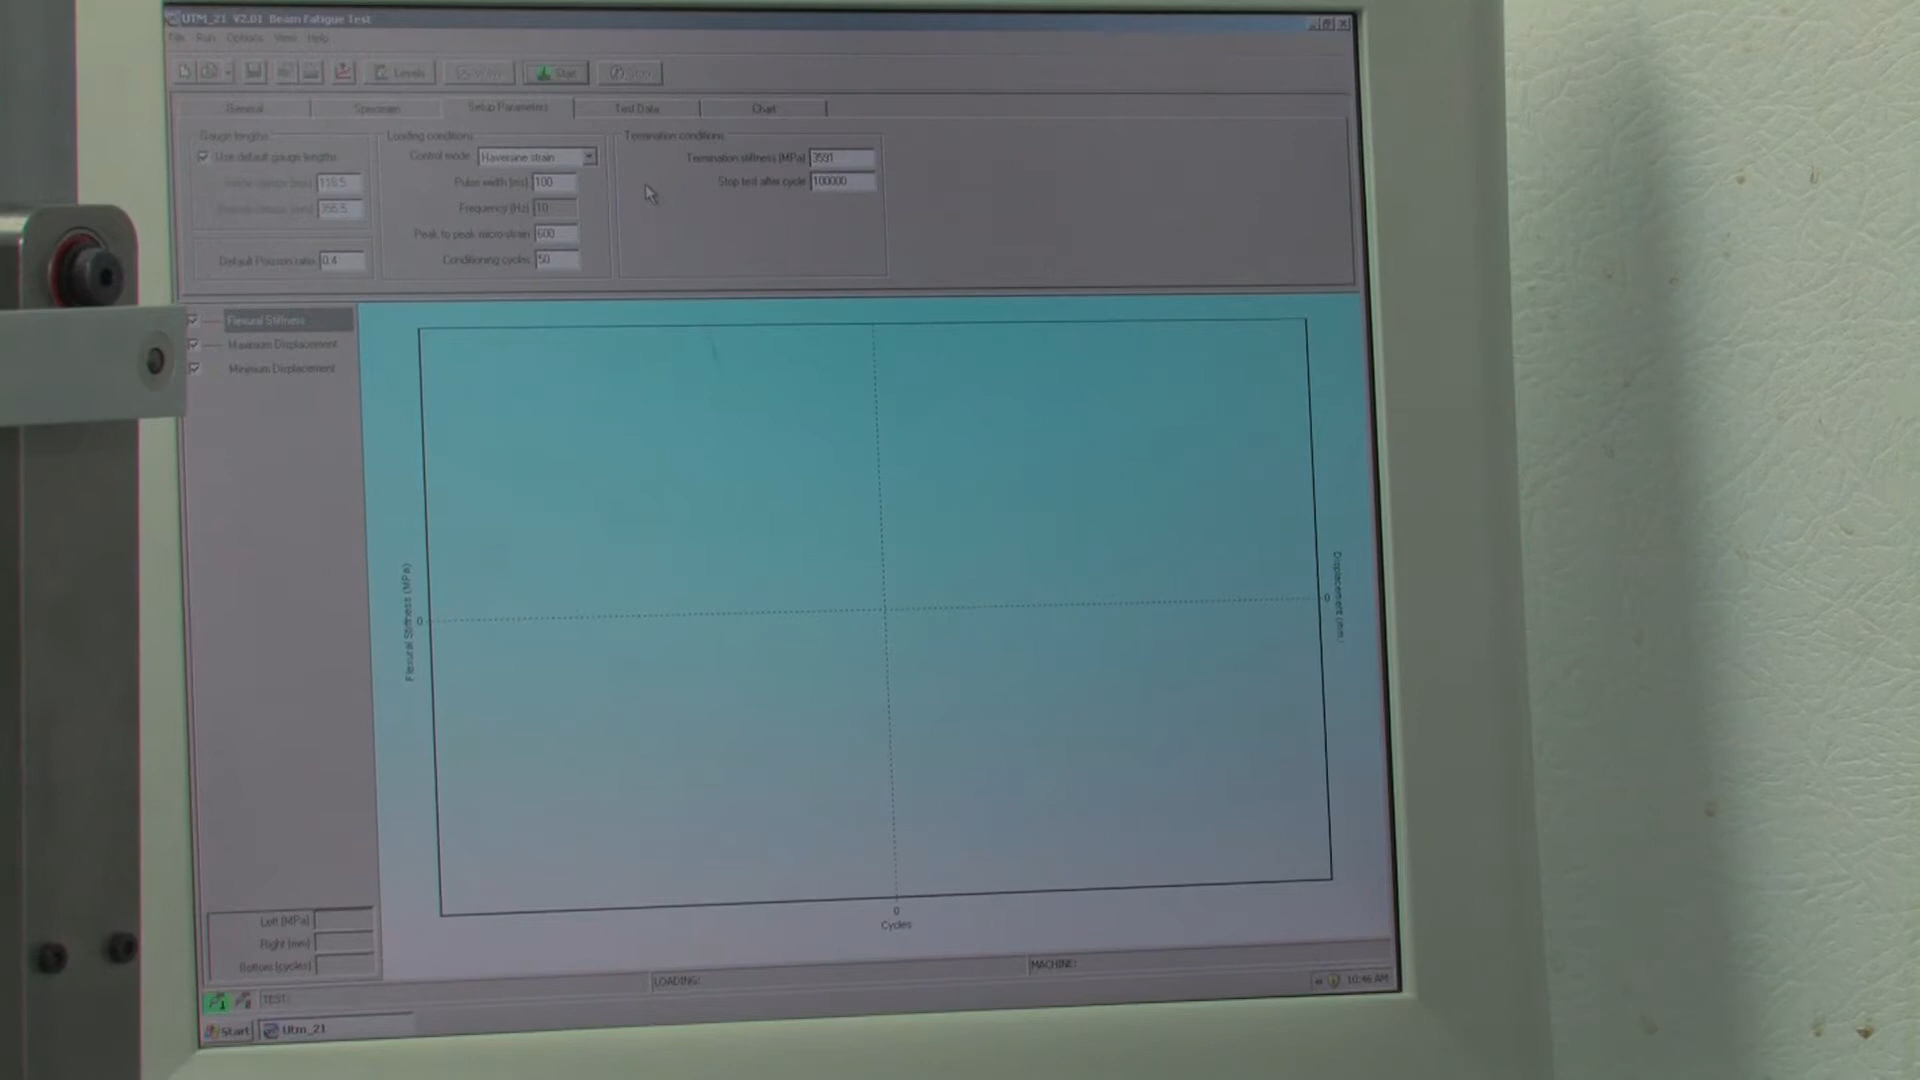 UTM_21 V2.01 Beam Fatigue Test
File Run Options View Help
Levels
Start
Stop
General Specimen Setup Parameters Test Data Chart
Gauge lengths
Use default gauge lengths
118.5
355.5
Default Poisson ratio 0.4
Loading conditions
Control mode Haversine strain
Pulse width (ms) 100
Frequency (Hz) 10
Peak to peak micro-strain 600
Conditioning cycles 50
Termination conditions
Termination stiffness (MPa) 3591
Stop test after cycle 100000
Flexural Stiffness
Maximum Displacement
Minimum Displacement
Flexural Stiffness (MPa)
0
0
Displacement (mm)
0
Cycles
Left (MPa)
Right (mm)
Bottom (cycles)
TEST:
LOADING:
MACHINE:
Start Utm_21
10:46 AM